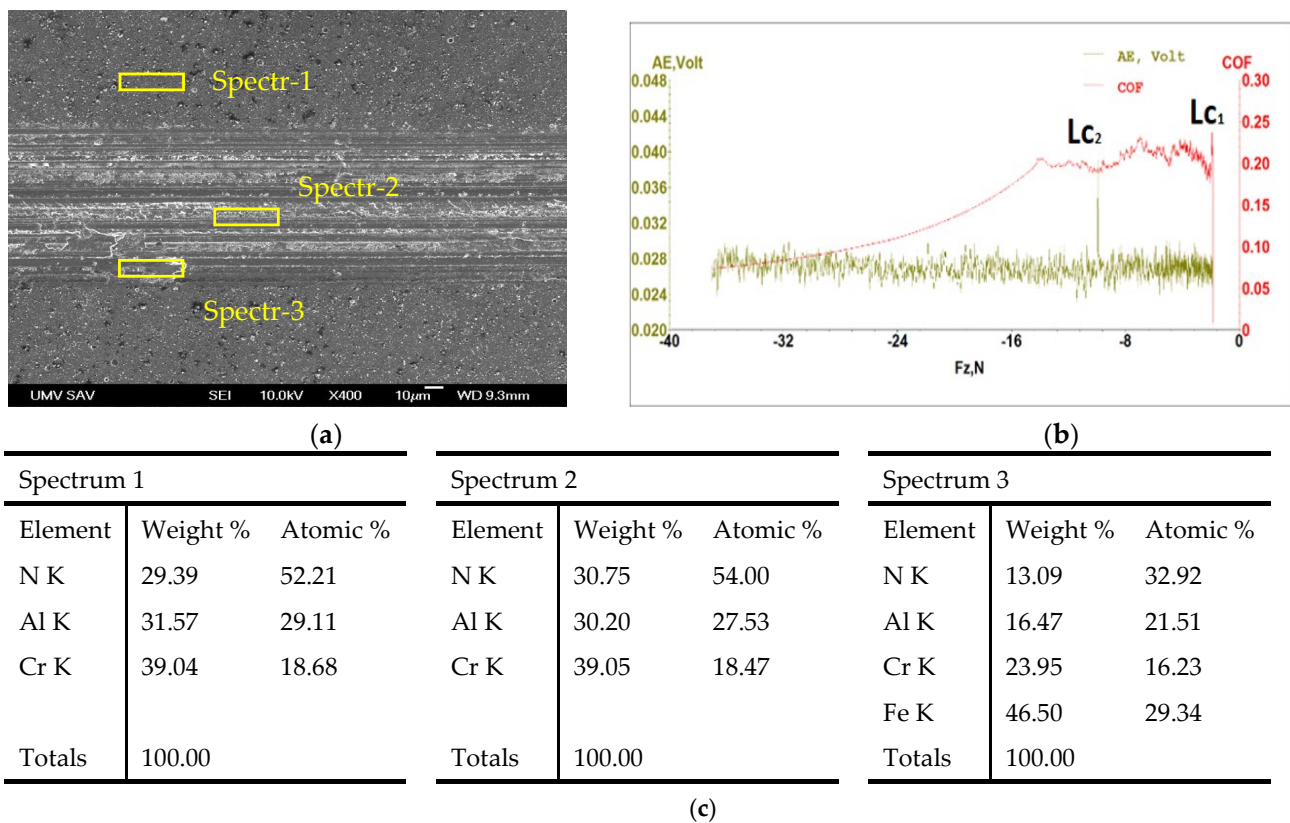 Spectr-1
Spectr-2
Spectr-3
UMV SAV SEI 10.0kV X400 10μm WD 9.3mm
(a)
AE,Volt
AE, Volt
COF
COF
0.048
0.044
0.040
0.036
0.032
0.028
0.024
0.020
Lc2
Lc1
0.30
0.25
0.20
0.15
0.10
0.05
0
-40 -32 -24 -16 -8 0
Fz,N
(b)
Spectrum 1
Element Weight % Atomic %
N K 29.39 52.21
Al K 31.57 29.11
Cr K 39.04 18.68
Totals 100.00
Spectrum 2
Element Weight % Atomic %
N K 30.75 54.00
Al K 30.20 27.53
Cr K 39.05 18.47
Totals 100.00
Spectrum 3
Element Weight % Atomic %
N K 13.09 32.92
Al K 16.47 21.51
Cr K 23.95 16.23
Fe K 46.50 29.34
Totals 100.00
(c)